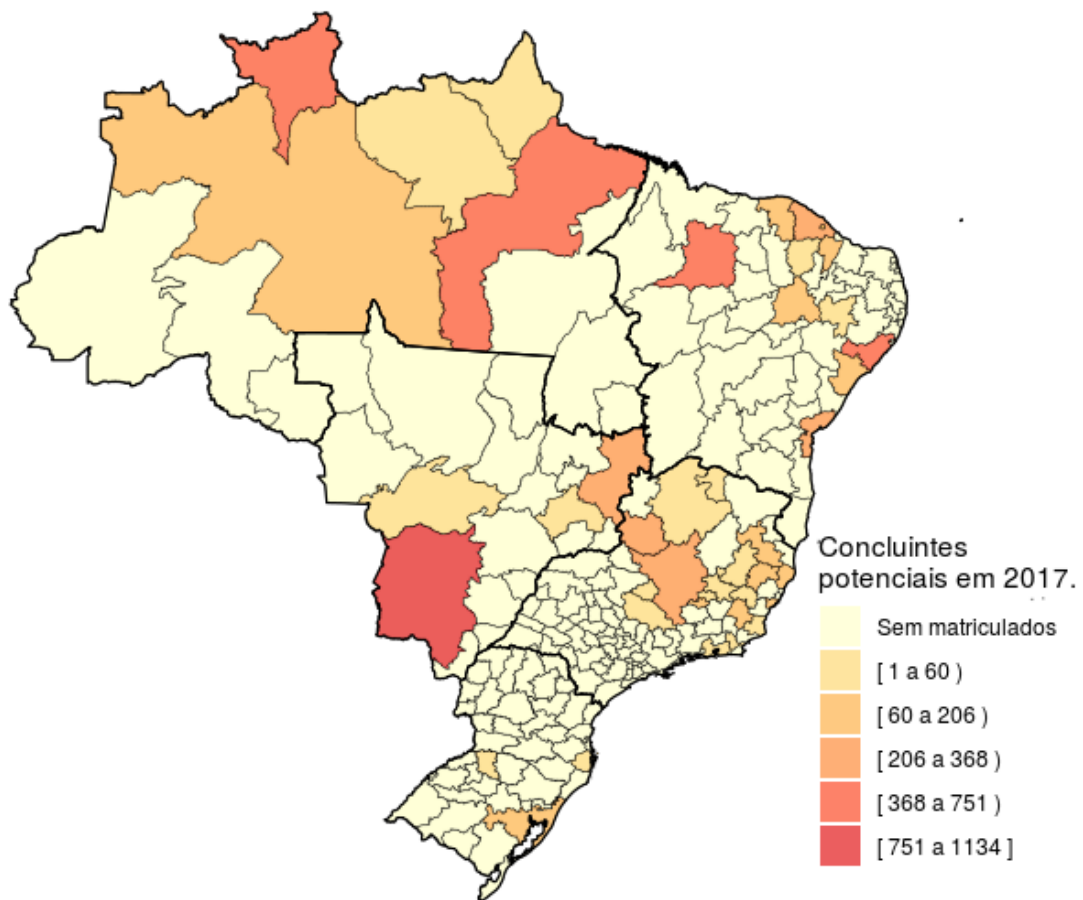 Concluintes
potenciais em 2017.
Sem matriculados
[ 1 a 60 )
[ 60 a 206 )
[ 206 a 368 )
[ 368 a 751 )
[ 751 a 1134 ]